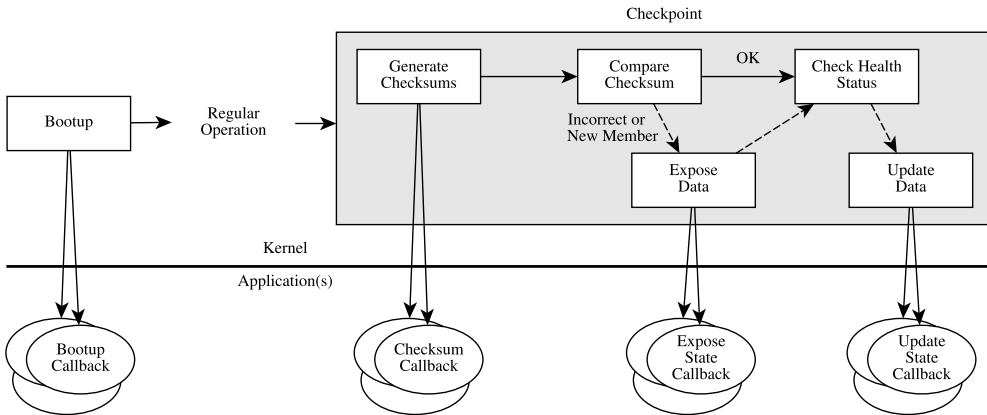 Checkpoint
Generate
Checksums
Compare
Checksum
OK
Check Health
Status
Bootup
Regular
Operation
Incorrect or
New Member
Expose
Data
Update
Data
Kernel
Application(s)
Bootup
Callback
Checksum
Callback
Expose
State
Callback
Update
State
Callback